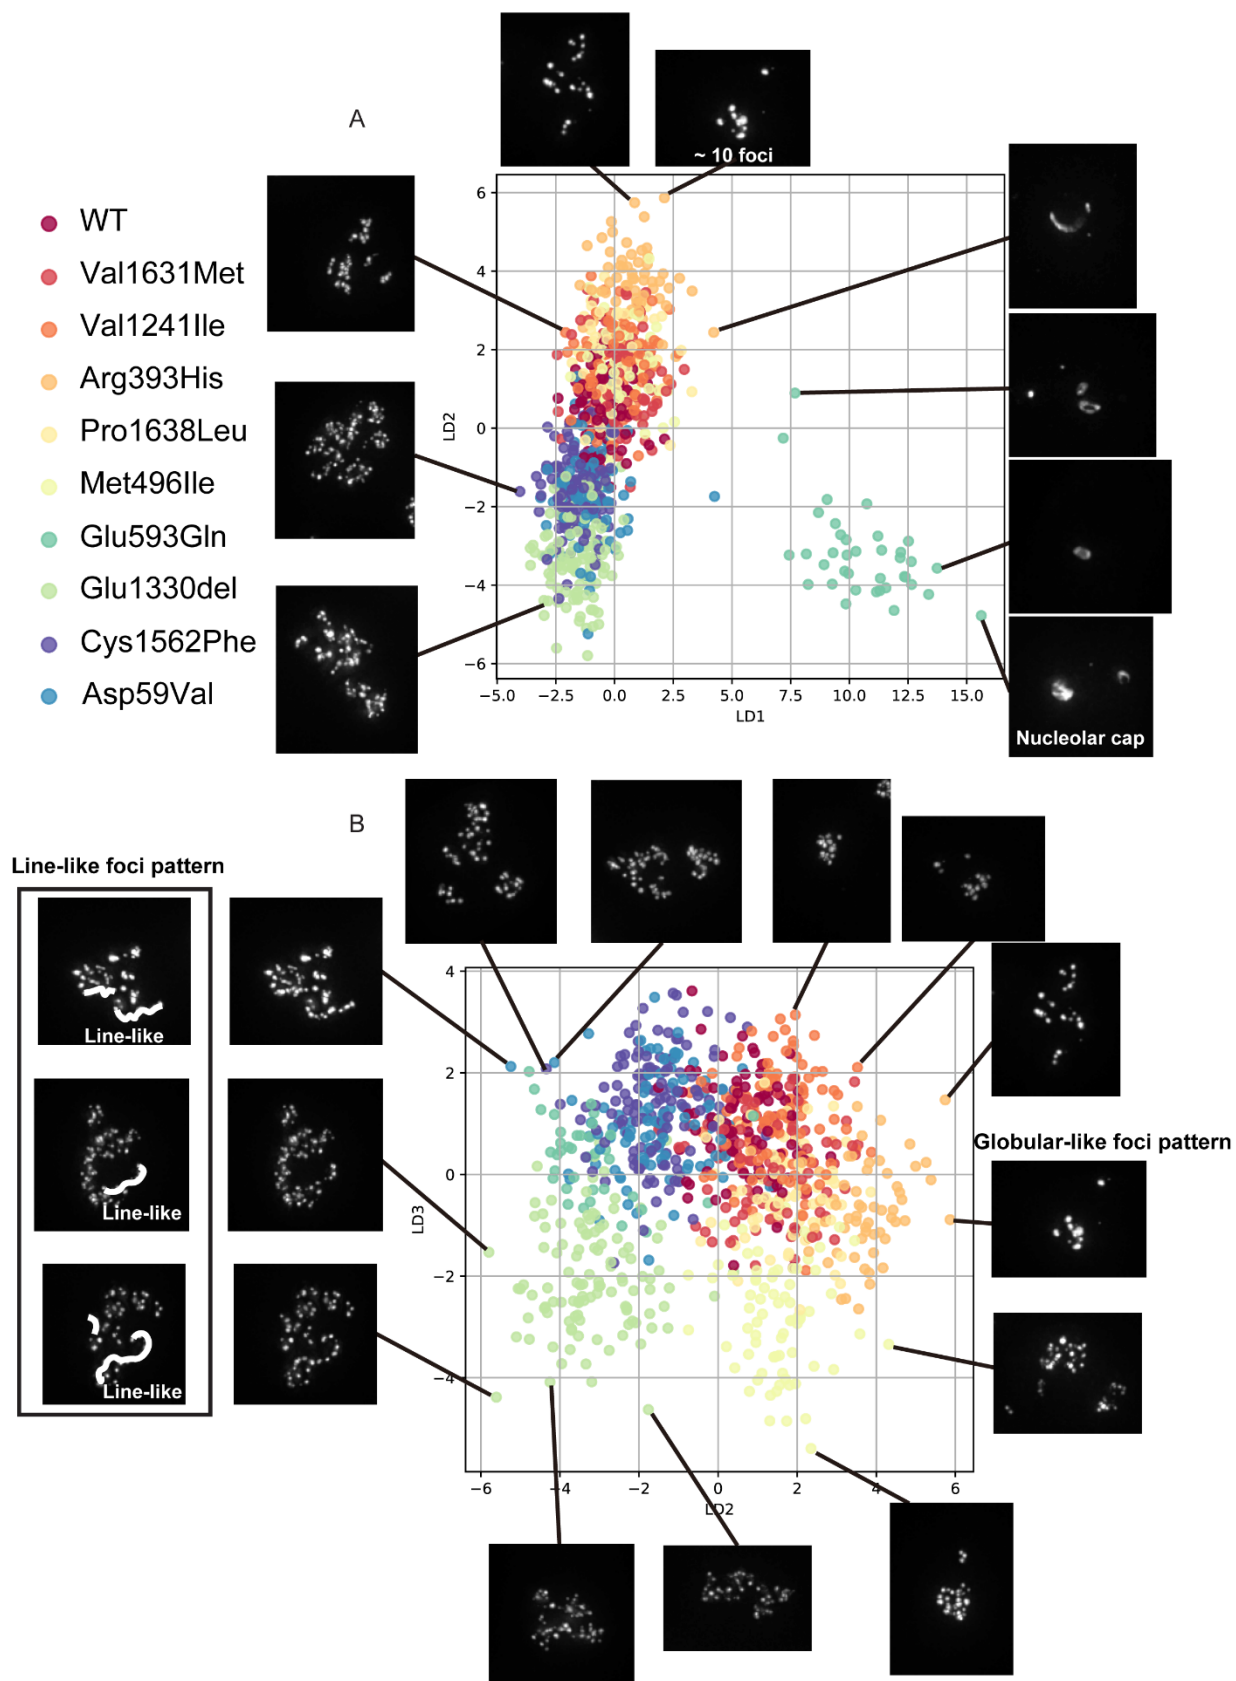 A
~ 10 foci
WT
Val1631Met
Val1241Ile
Arg393His
Pro1638Leu
Met496Ile
Glu593Gln
Glu1330del
Cys1562Phe
Asp59Val
6
4
2
0
−2
−4
−6
LD2
−5.0 −2.5 0.0 2.5 5.0 7.5 10.0 12.5 15.0
LD1
Nucleolar cap
B
Line-like foci pattern
Line-like
Line-like
Line-like
4
2
0
−2
−4
LD3
−6 −4 −2 0 2 4 6
LD2
Globular-like foci pattern